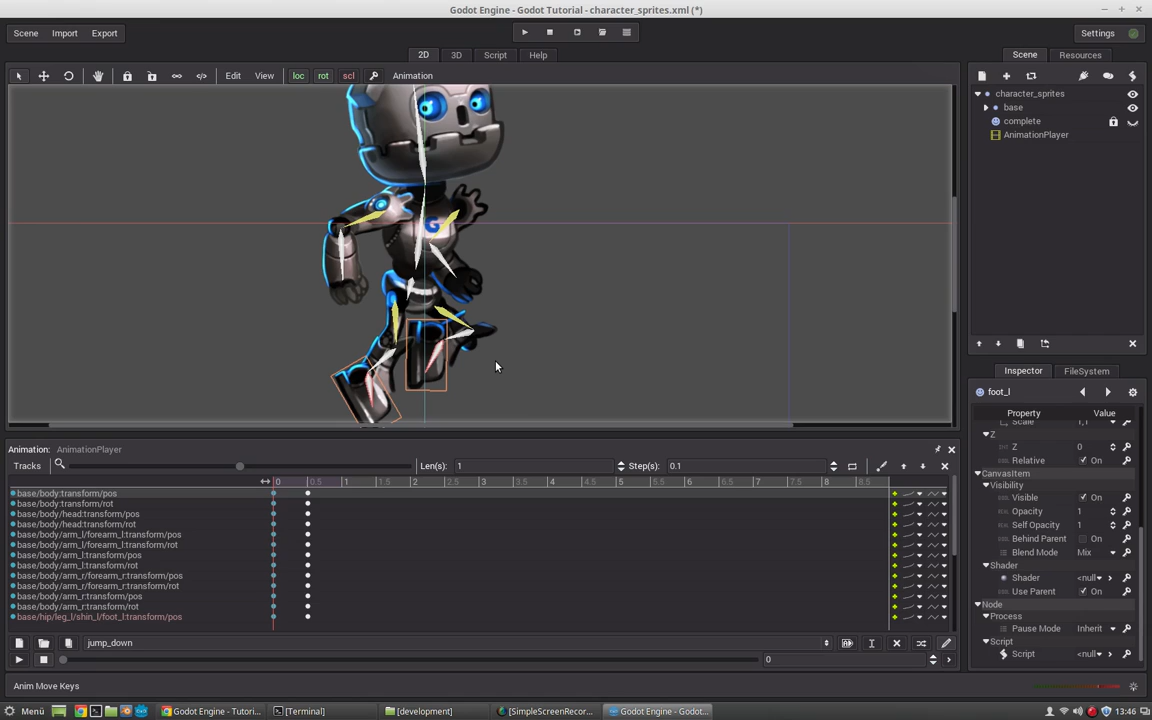 Godot Engine - Godot Tutorial - character_sprites.xml (*)
Scene Import Export Settings
2D 3D Script Help Scene Resources
Edit View loc rot scl Animation
character_sprites
base
complete
AnimationPlayer
G
Inspector FileSystem
foot_l
Property Value
Scale 1,1
Z
Z 0
Relative On
CanvasItem
Visibility
Visible On
Opacity 1
Self Opacity 1
Behind Parent On
Blend Mode Mix
Shader
Shader <null>
Use Parent On
Node
Process
Pause Mode Inherit
Script
Script <null>
Animation: AnimationPlayer
Tracks Len(s): 1 Step(s): 0.1
0 0.5 1 1.5 2 2.5 3 3.5 4 4.5 5 5.5 6 6.5 7 7.5 8 8.5
base/body:transform/pos
base/body:transform/rot
base/body/head:transform/pos
base/body/head:transform/rot
base/body/arm_l/forearm_l:transform/pos
base/body/arm_l/forearm_l:transform/rot
base/body/arm_l:transform/pos
base/body/arm_l:transform/rot
base/body/arm_r/forearm_r:transform/pos
base/body/arm_r/forearm_r:transform/rot
base/body/arm_r:transform/pos
base/body/arm_r:transform/rot
base/hip/leg_l/shin_l/foot_l:transform/pos
jump_down
0
Anim Move Keys
Menü Godot Engine - Tutori... [Terminal] [development] [SimpleScreenRecor... Godot Engine - Godot... 13:46